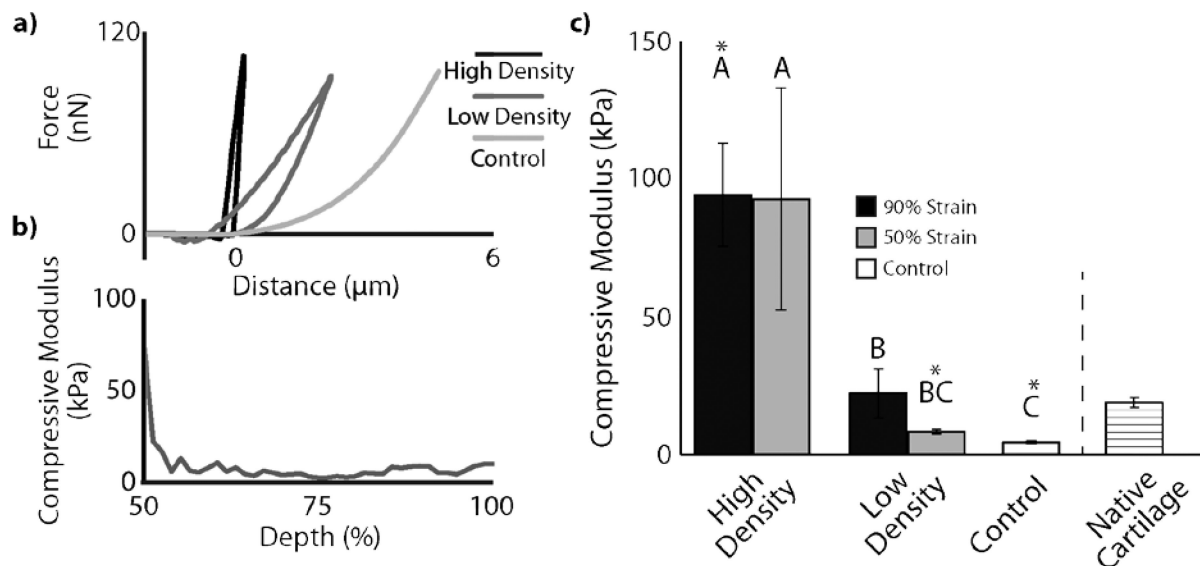 a)
120
Force
(nN)
0
High Density
Low Density
Control
0
6
Distance (μm)
b)
100
Compressive Modulus
(kPa)
50
0
50
75
100
Depth (%)
c)
Compressive Modulus (kPa)
150
100
50
0
*
A
A
B
*
BC
*
C
90% Strain
50% Strain
Control
High
Density
Low
Density
Control
Native
Cartilage